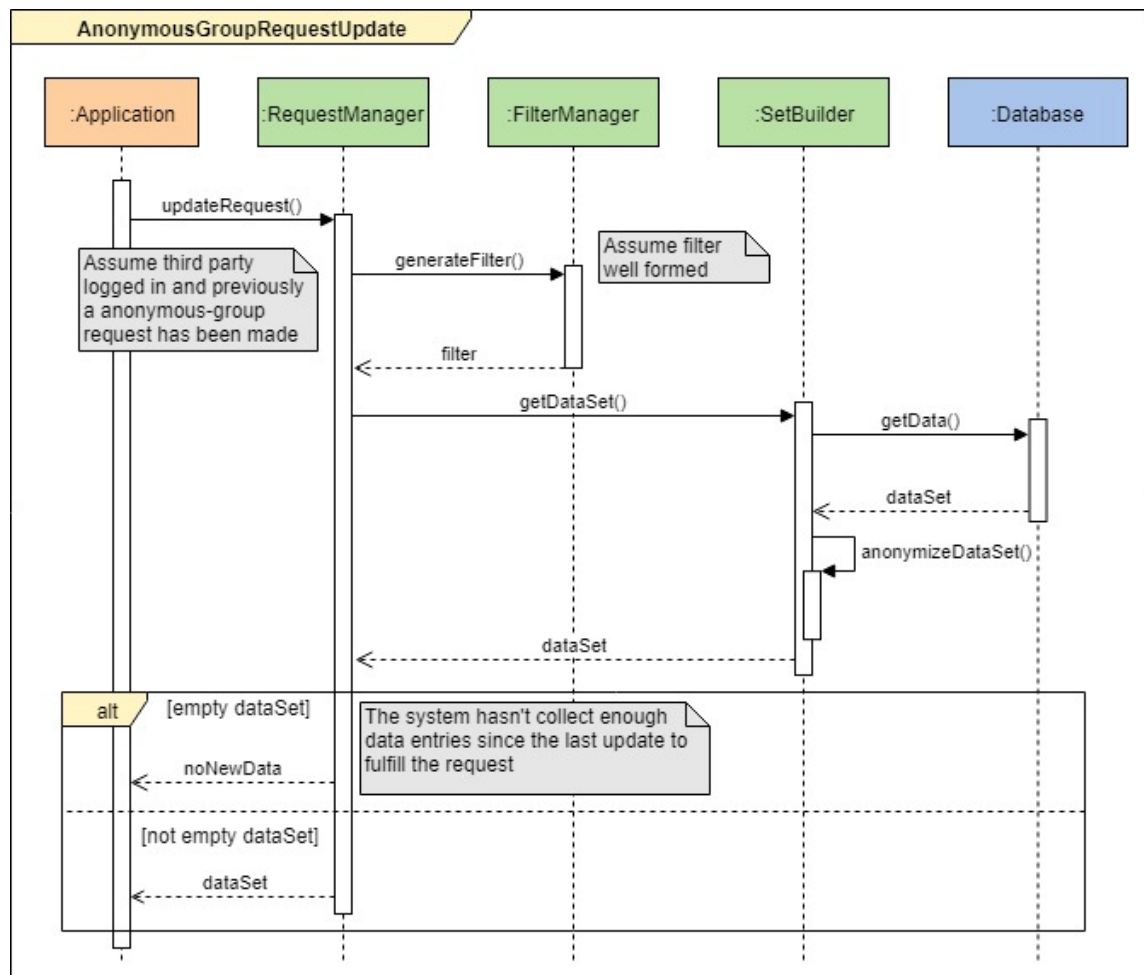 AnonymousGroupRequestUpdate
:Application
:RequestManager
:FilterManager
:SetBuilder
:Database
updateRequest()
Assume third party
logged in and previously
a anonymous-group
request has been made
generateFilter()
Assume filter
well formed
filter
getDataSet()
getData()
dataSet
anonymizeDataSet()
dataSet
alt
[empty dataSet]
The system hasn't collect enough
data entries since the last update to
fulfill the request
noNewData
[not empty dataSet]
dataSet